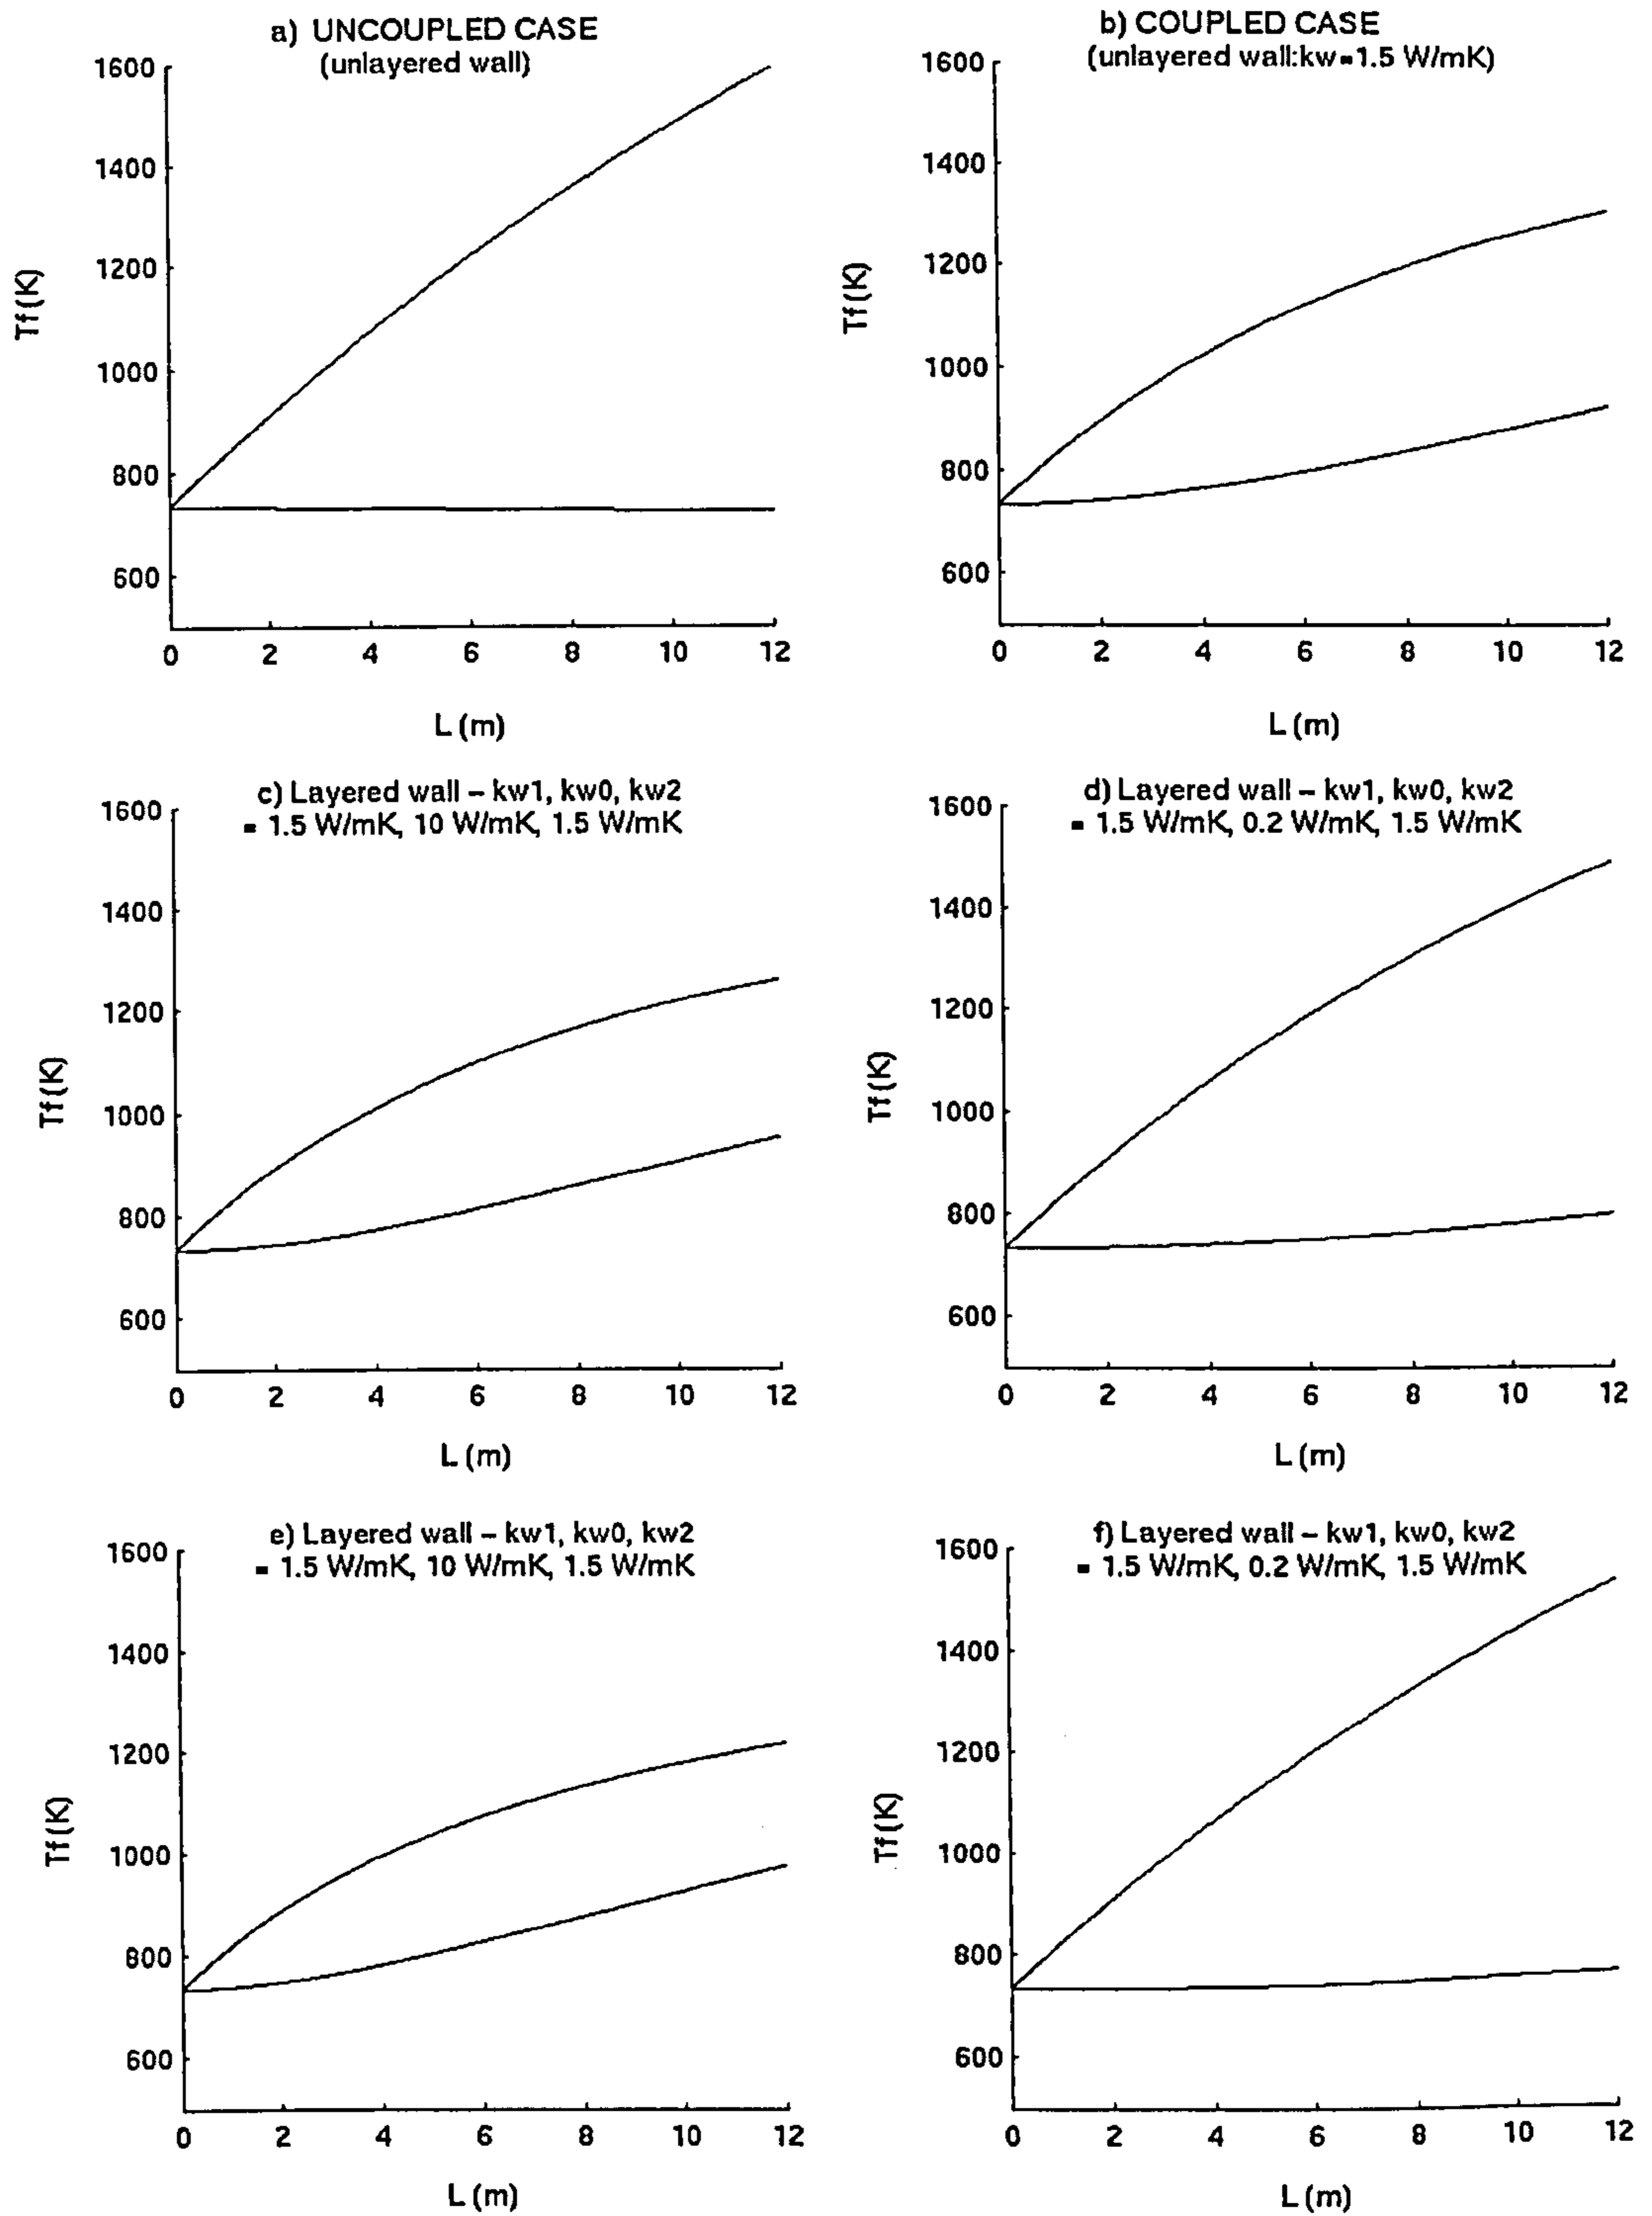 a) UNCOUPLED CASE
(unlayered wall)
1600
1400
1200
1000
800
600
Tf(K)
0 2 4 6 8 10 12
L (m)
b) COUPLED CASE
(unlayered wall:kw=1.5 W/mK)
1600
1400
1200
1000
800
600
Tf(K)
0 2 4 6 8 10 12
L (m)
c) Layered wall – kw1, kw0, kw2
= 1.5 W/mK, 10 W/mK, 1.5 W/mK
1600
1400
1200
1000
800
600
Tf(K)
0 2 4 6 8 10 12
L (m)
d) Layered wall – kw1, kw0, kw2
= 1.5 W/mK, 0.2 W/mK, 1.5 W/mK
1600
1400
1200
1000
800
600
Tf(K)
0 2 4 6 8 10 12
L (m)
e) Layered wall – kw1, kw0, kw2
= 1.5 W/mK, 10 W/mK, 1.5 W/mK
1600
1400
1200
1000
800
600
Tf(K)
0 2 4 6 8 10 12
L (m)
f) Layered wall – kw1, kw0, kw2
= 1.5 W/mK, 0.2 W/mK, 1.5 W/mK
1600
1400
1200
1000
800
600
Tf(K)
0 2 4 6 8 10 12
L (m)